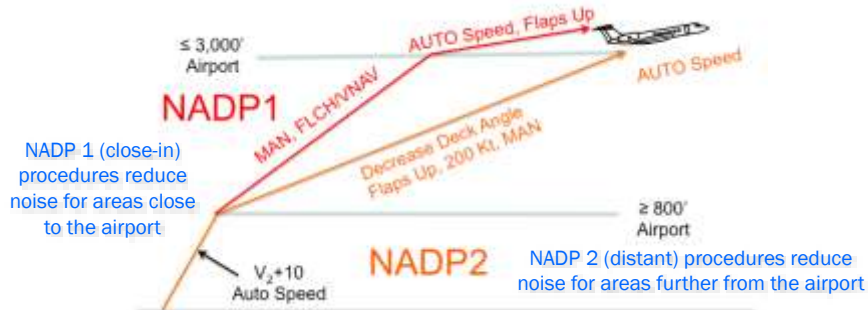 AUTO Speed, Flaps Up
≤ 3,000'
Airport
AUTO Speed
NADP1
MAN, FLCH/VNAV
Decrease Deck Angle
Flaps Up, 200 Kt. MAN
NADP 1 (close-in)
procedures reduce
noise for areas close
to the airport
≥ 800'
Airport
NADP2
NADP 2 (distant) procedures reduce
noise for areas further from the airport
V₂+10
Auto Speed